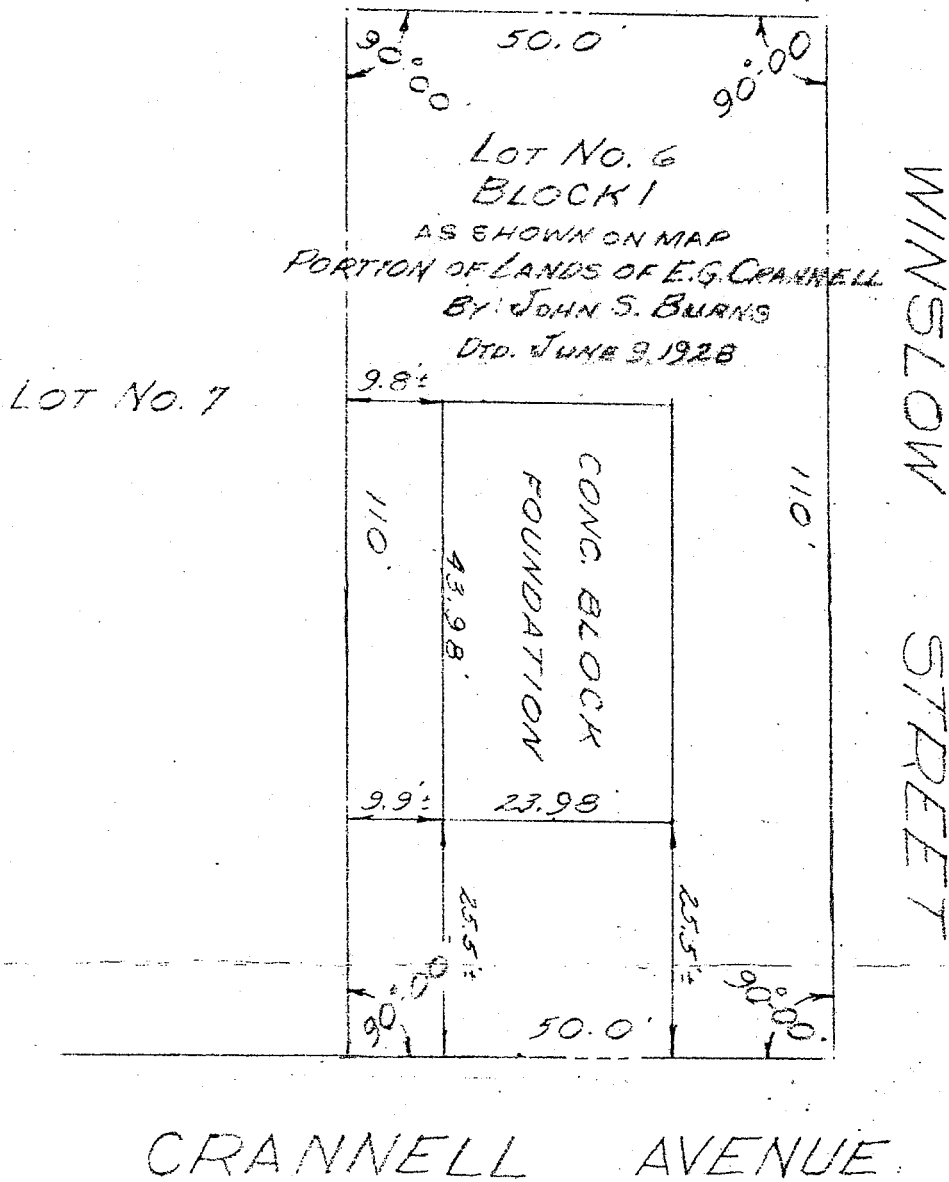 50.0'
90°00'
90°-00'
LOT NO. 6
BLOCK 1
AS SHOWN ON MAP
PORTION OF LANDS OF E.G. CRANNELL
BY: JOHN S. BURNS
DTD. JUNE 9, 1928
WINSLOW STREET
LOT NO. 7
9.8'±
110'
43.98'
CONC. BLOCK
FOUNDATION
110'
9.9'±
23.98
25.5'±
25.5'±
90°-00'
90°-00'
50.0'
CRANNELL AVENUE